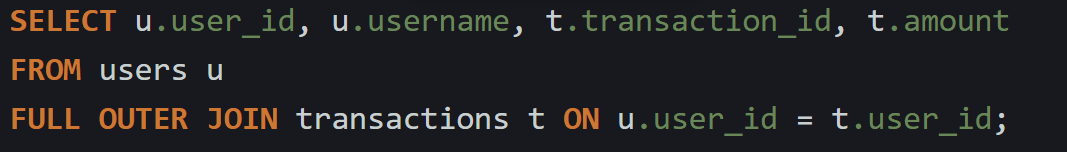 SELECT u.user_id, u.username, t.transaction_id, t.amount
FROM users u
FULL OUTER JOIN transactions t ON u.user_id = t.user_id;